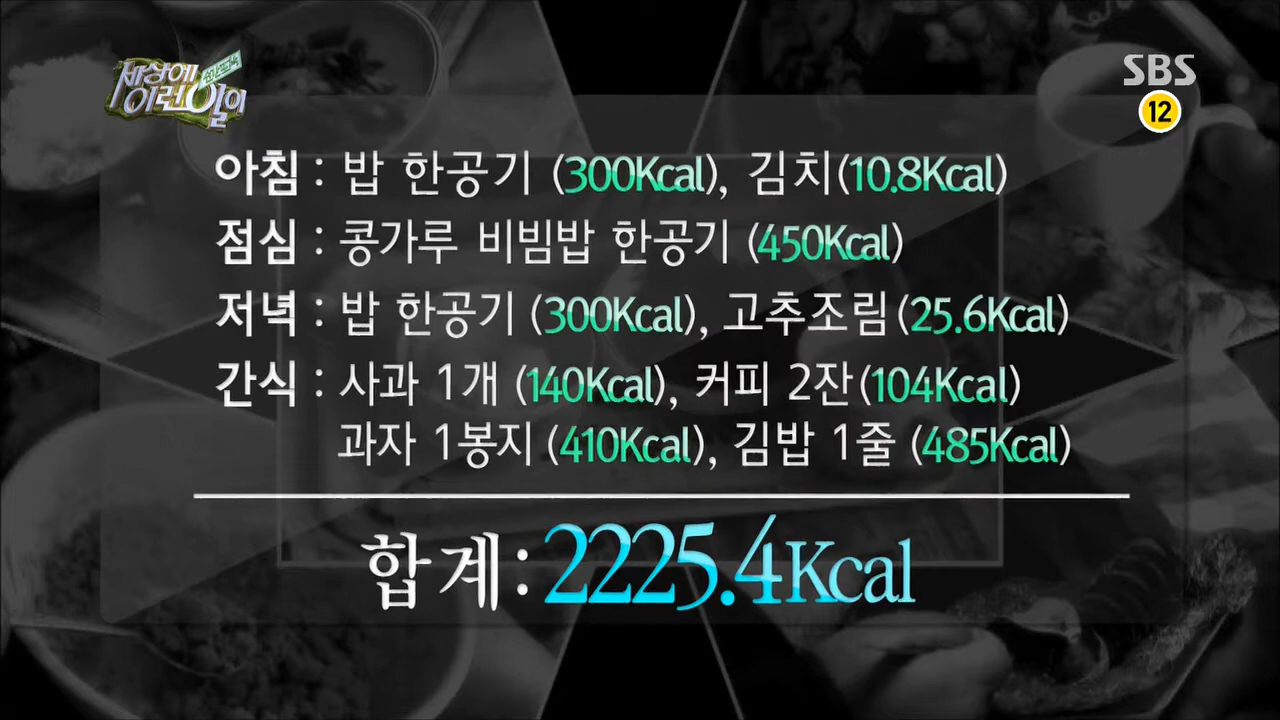 세상에
이런일이
SBS
12
아침 : 밥 한공기 (300Kcal), 김치(10.8Kcal)
점심 : 콩가루 비빔밥 한공기 (450Kcal)
저녁 : 밥 한공기 (300Kcal), 고추조림(25.6Kcal)
간식 : 사과 1개 (140Kcal), 커피 2잔(104Kcal)
과자 1봉지 (410Kcal), 김밥 1줄 (485Kcal)
합계: 2225.4Kcal